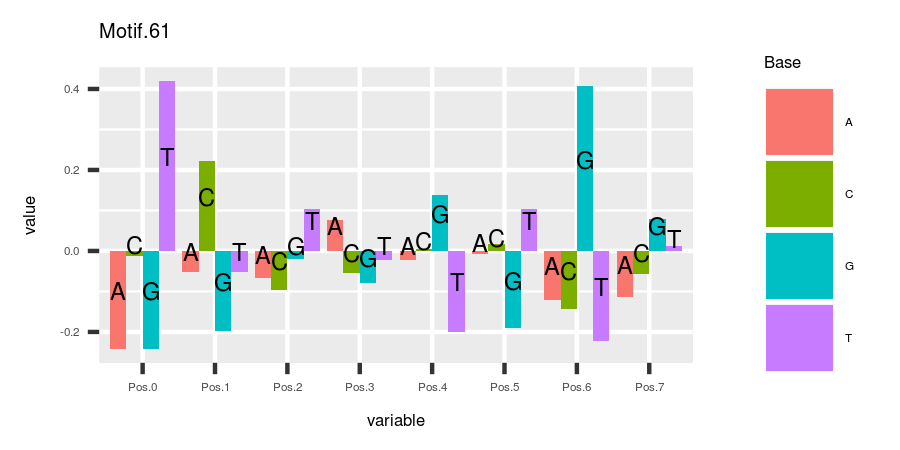 Motif.61
Base
0.4
0.2
0.0
-0.2
value
A C G T
A C G T
A C G T
A C G T
A C G T
A C G T
A C G T
A C G T
Pos.0 Pos.1 Pos.2 Pos.3 Pos.4 Pos.5 Pos.6 Pos.7
variable
A
C
G
T